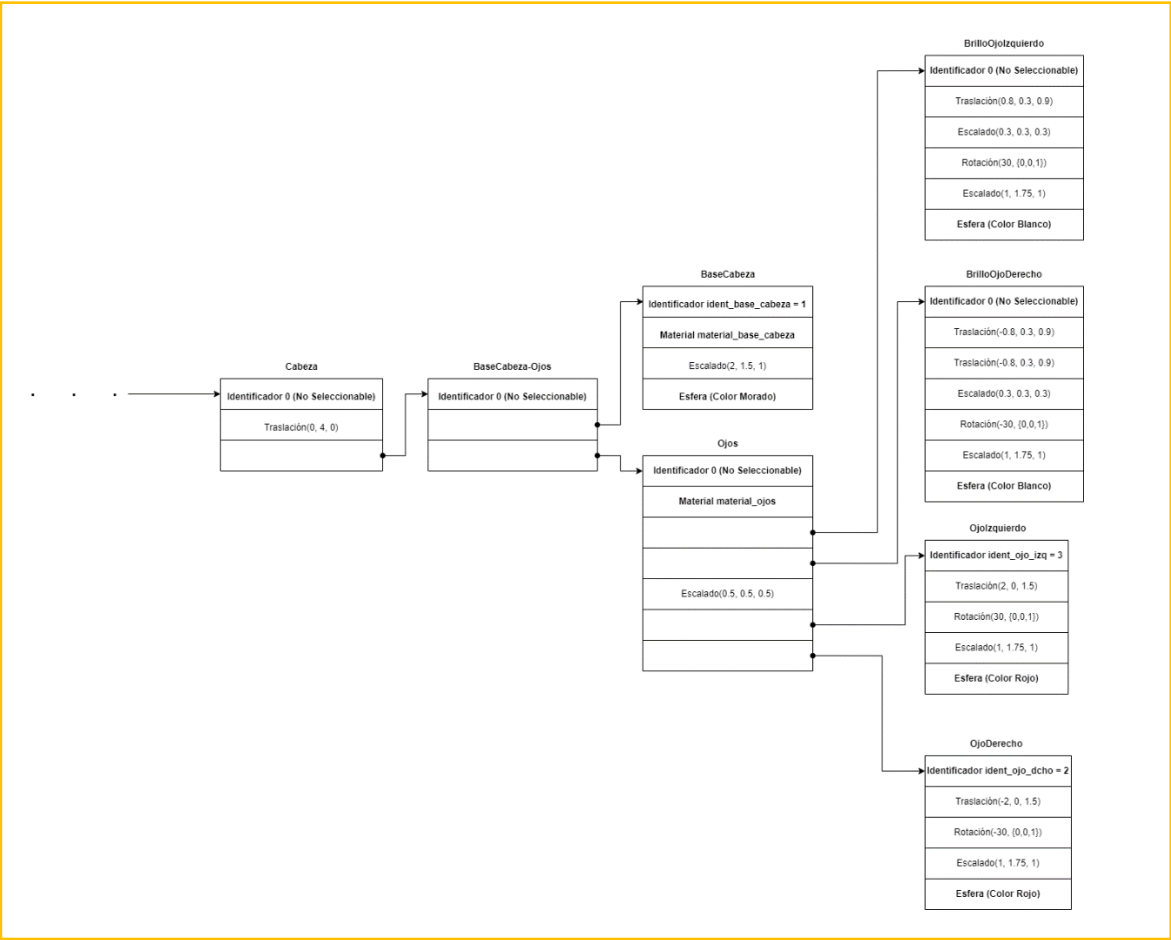 . . .
Cabeza
Identificador 0 (No Seleccionable)
Traslación(0, 4, 0)
BaseCabeza-Ojos
Identificador 0 (No Seleccionable)
BaseCabeza
Identificador ident_base_cabeza = 1
Material material_base_cabeza
Escalado(2, 1.5, 1)
Esfera (Color Morado)
Ojos
Identificador 0 (No Seleccionable)
Material material_ojos
Escalado(0.5, 0.5, 0.5)
BrilloOjoIzquierdo
Identificador 0 (No Seleccionable)
Traslación(0.8, 0.3, 0.9)
Escalado(0.3, 0.3, 0.3)
Rotación(30, {0,0,1})
Escalado(1, 1.75, 1)
Esfera (Color Blanco)
BrilloOjoDerecho
Identificador 0 (No Seleccionable)
Traslación(-0.8, 0.3, 0.9)
Traslación(-0.8, 0.3, 0.9)
Escalado(0.3, 0.3, 0.3)
Rotación(-30, {0,0,1})
Escalado(1, 1.75, 1)
Esfera (Color Blanco)
OjoIzquierdo
Identificador ident_ojo_izq = 3
Traslación(2, 0, 1.5)
Rotación(30, {0,0,1})
Escalado(1, 1.75, 1)
Esfera (Color Rojo)
OjoDerecho
Identificador ident_ojo_dcho = 2
Traslación(-2, 0, 1.5)
Rotación(-30, {0,0,1})
Escalado(1, 1.75, 1)
Esfera (Color Rojo)